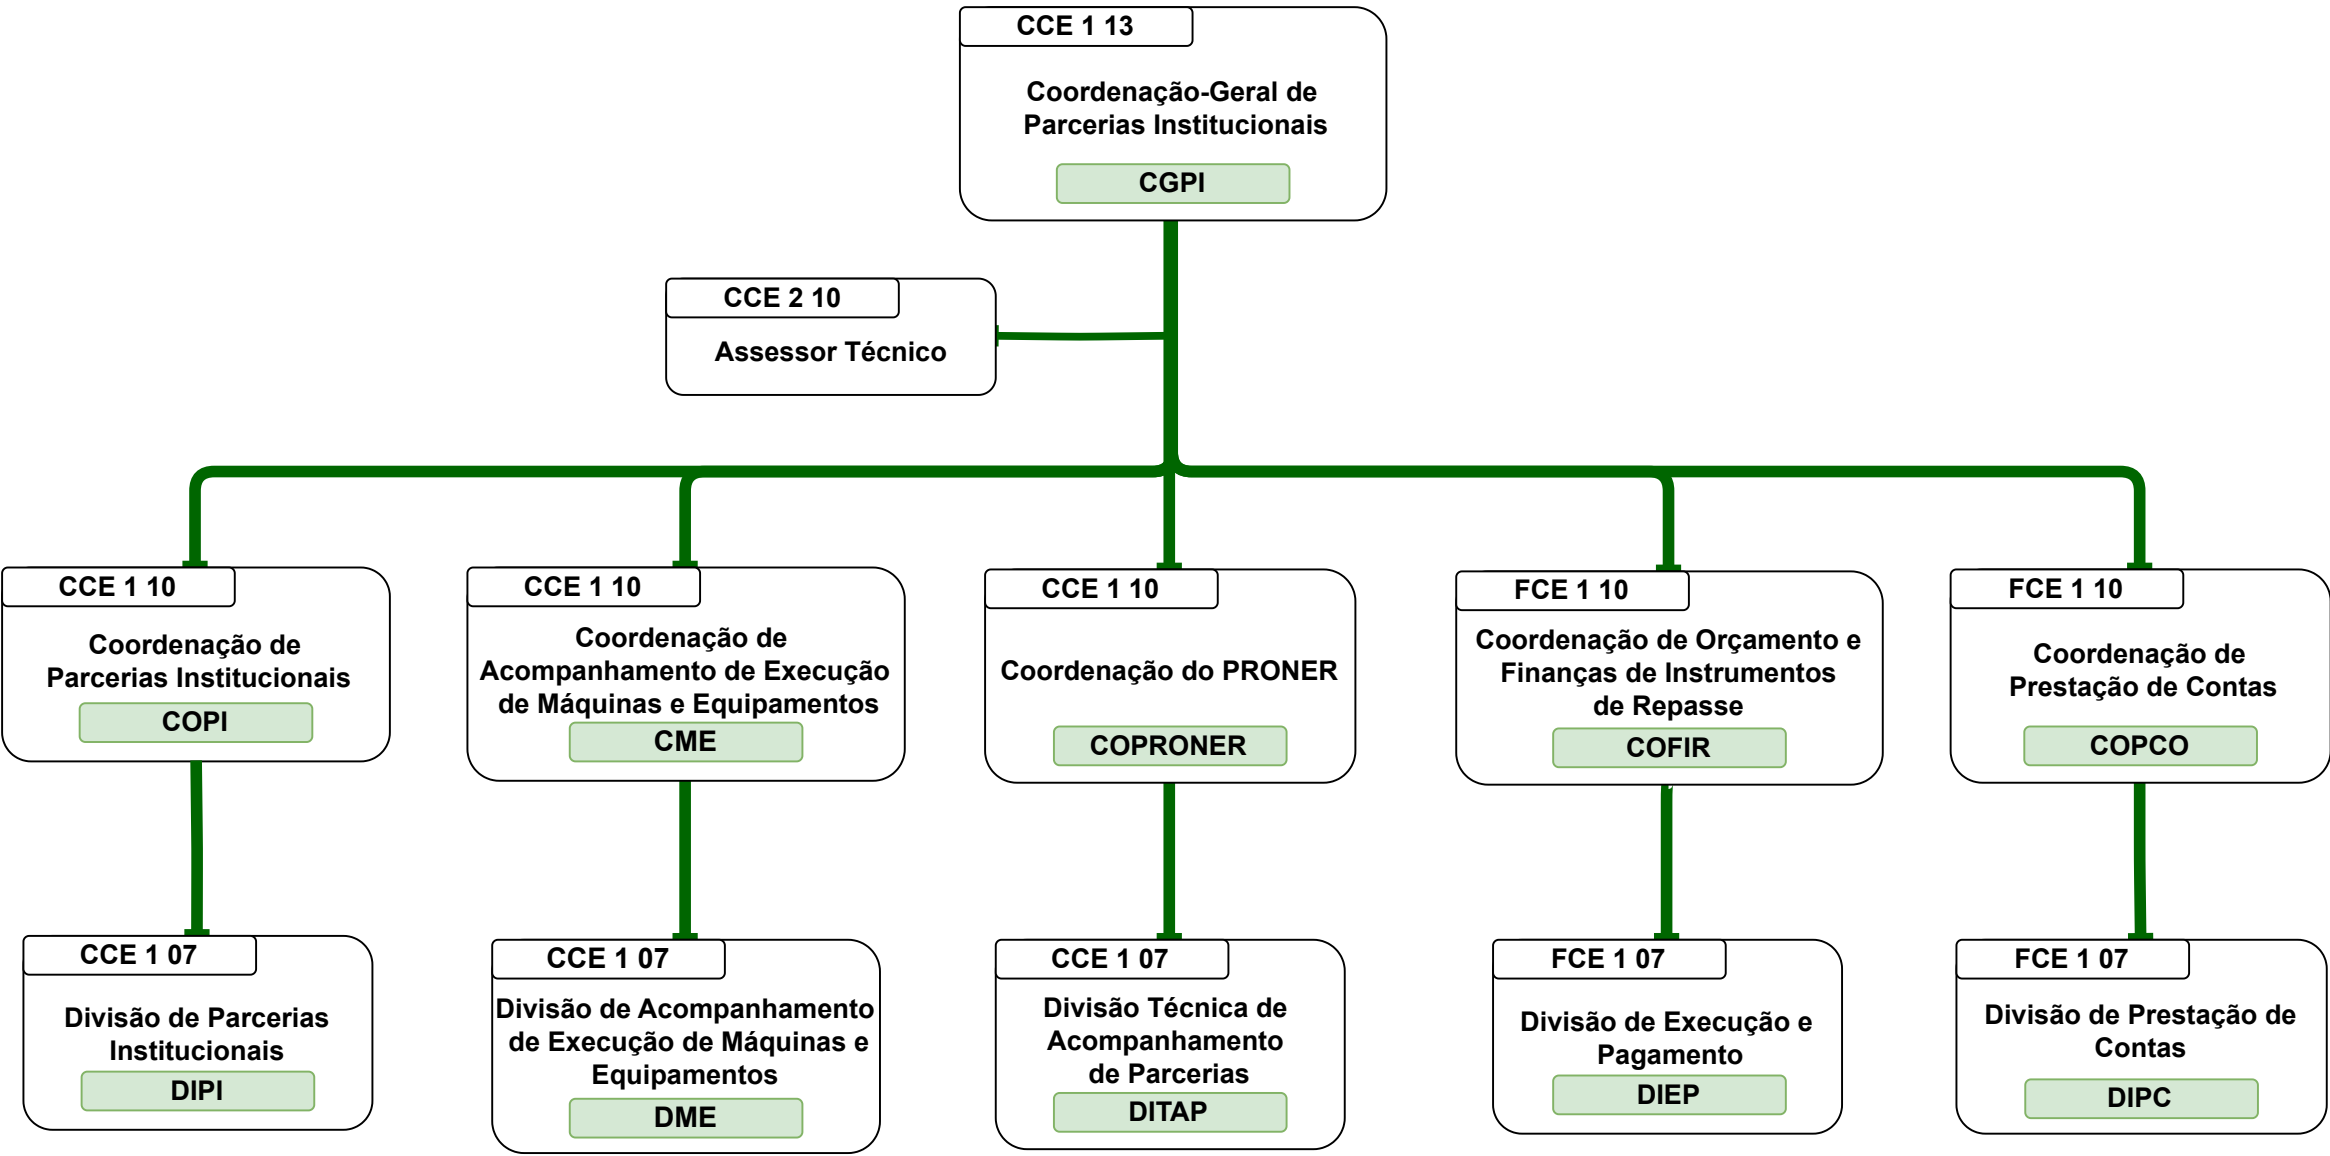 CCE 1 13
Coordenação-Geral de
Parcerias Institucionais
CGPI
CCE 2 10
Assessor Técnico
CCE 1 10
Coordenação de
Parcerias Institucionais
COPI
CCE 1 10
Coordenação de
Acompanhamento de Execução
de Máquinas e Equipamentos
CME
CCE 1 10
Coordenação do PRONER
COPRONER
FCE 1 10
Coordenação de Orçamento e
Finanças de Instrumentos
de Repasse
COFIR
FCE 1 10
Coordenação de
Prestação de Contas
COPCO
CCE 1 07
Divisão de Parcerias
Institucionais
DIPI
CCE 1 07
Divisão de Acompanhamento
de Execução de Máquinas e
Equipamentos
DME
CCE 1 07
Divisão Técnica de
Acompanhamento
de Parcerias
DITAP
FCE 1 07
Divisão de Execução e
Pagamento
DIEP
FCE 1 07
Divisão de Prestação de
Contas
DIPC